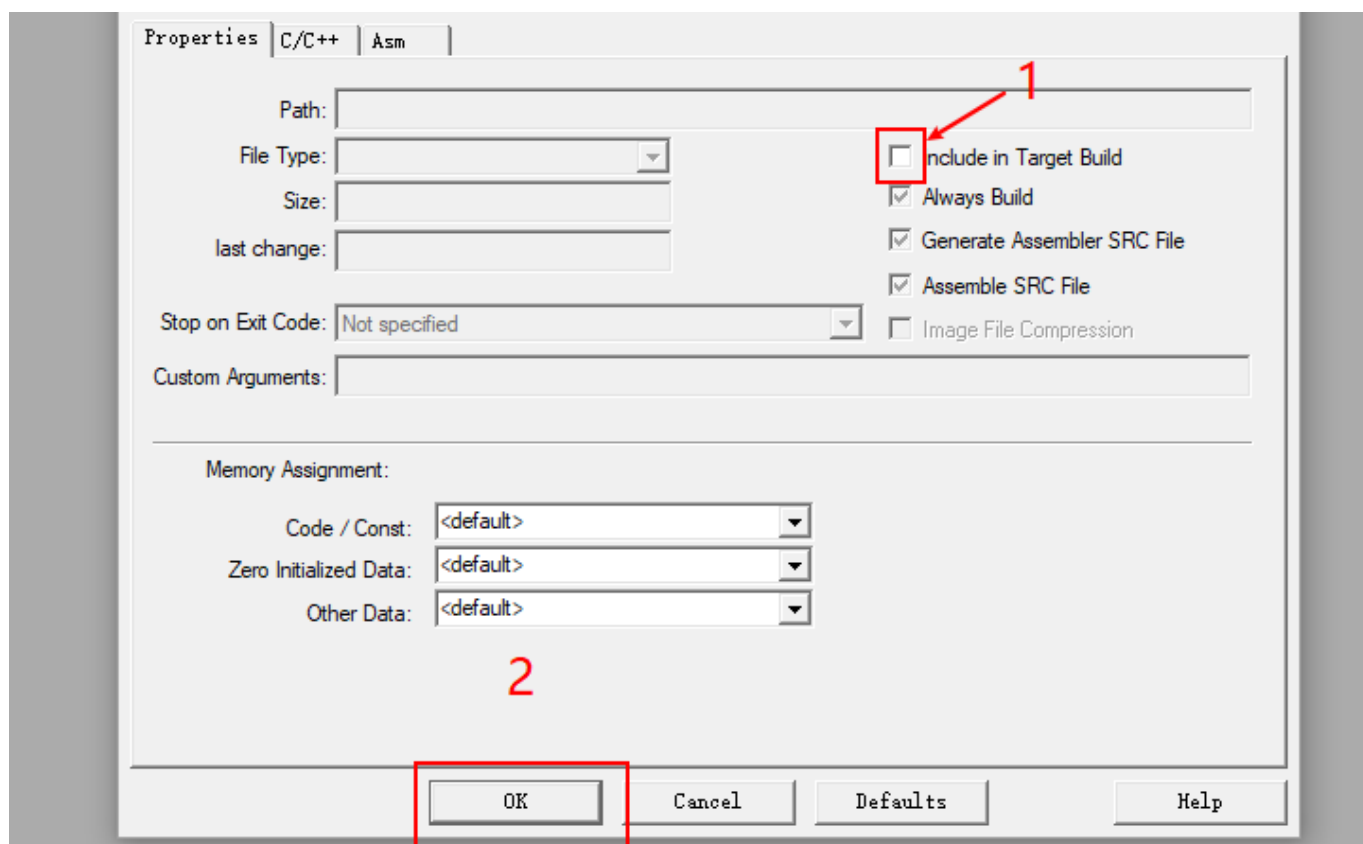 Properties C/C++ Asm
1
Path:
File Type:
Include in Target Build
Size:
Always Build
last change:
Generate Assembler SRC File
Assemble SRC File
Stop on Exit Code: Not specified
Image File Compression
Custom Arguments:
Memory Assignment:
Code / Const: <default>
Zero Initialized Data: <default>
Other Data: <default>
2
OK Cancel Defaults Help